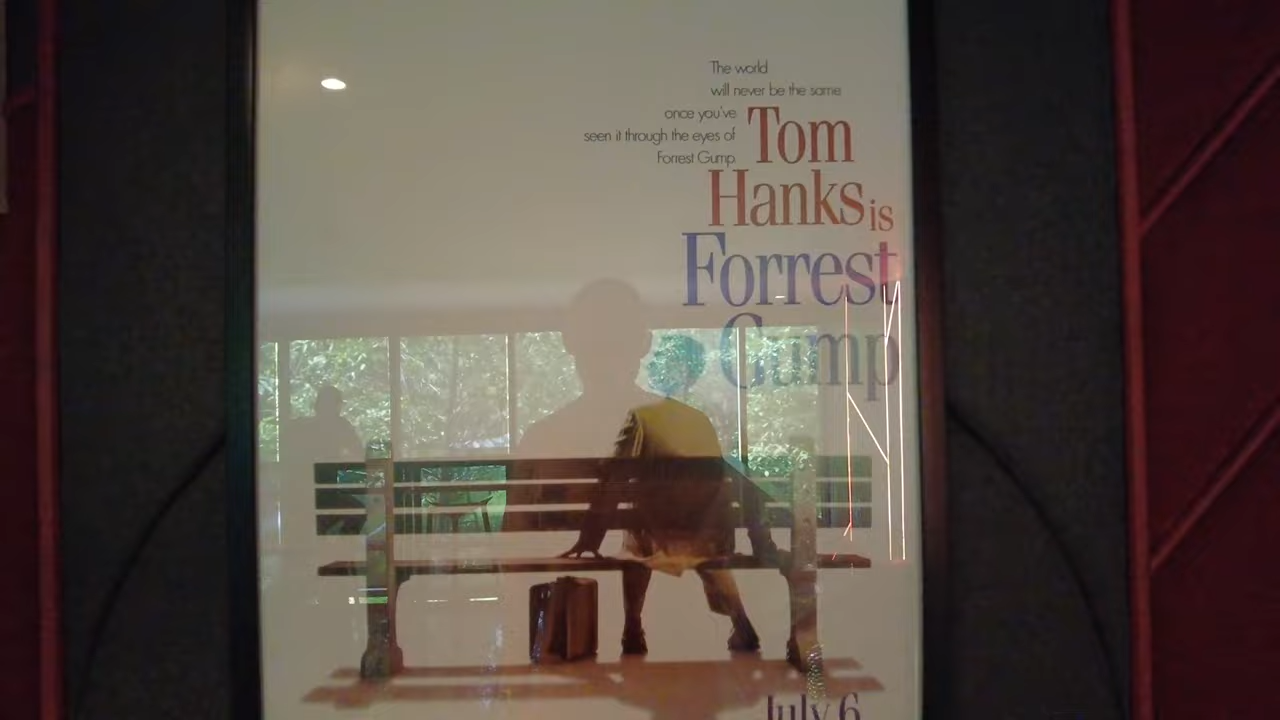 The world
will never be the same
once you've
seen it through the eyes of
Forrest Gump.
Tom
Hanks is
Forrest
Gump
July 6